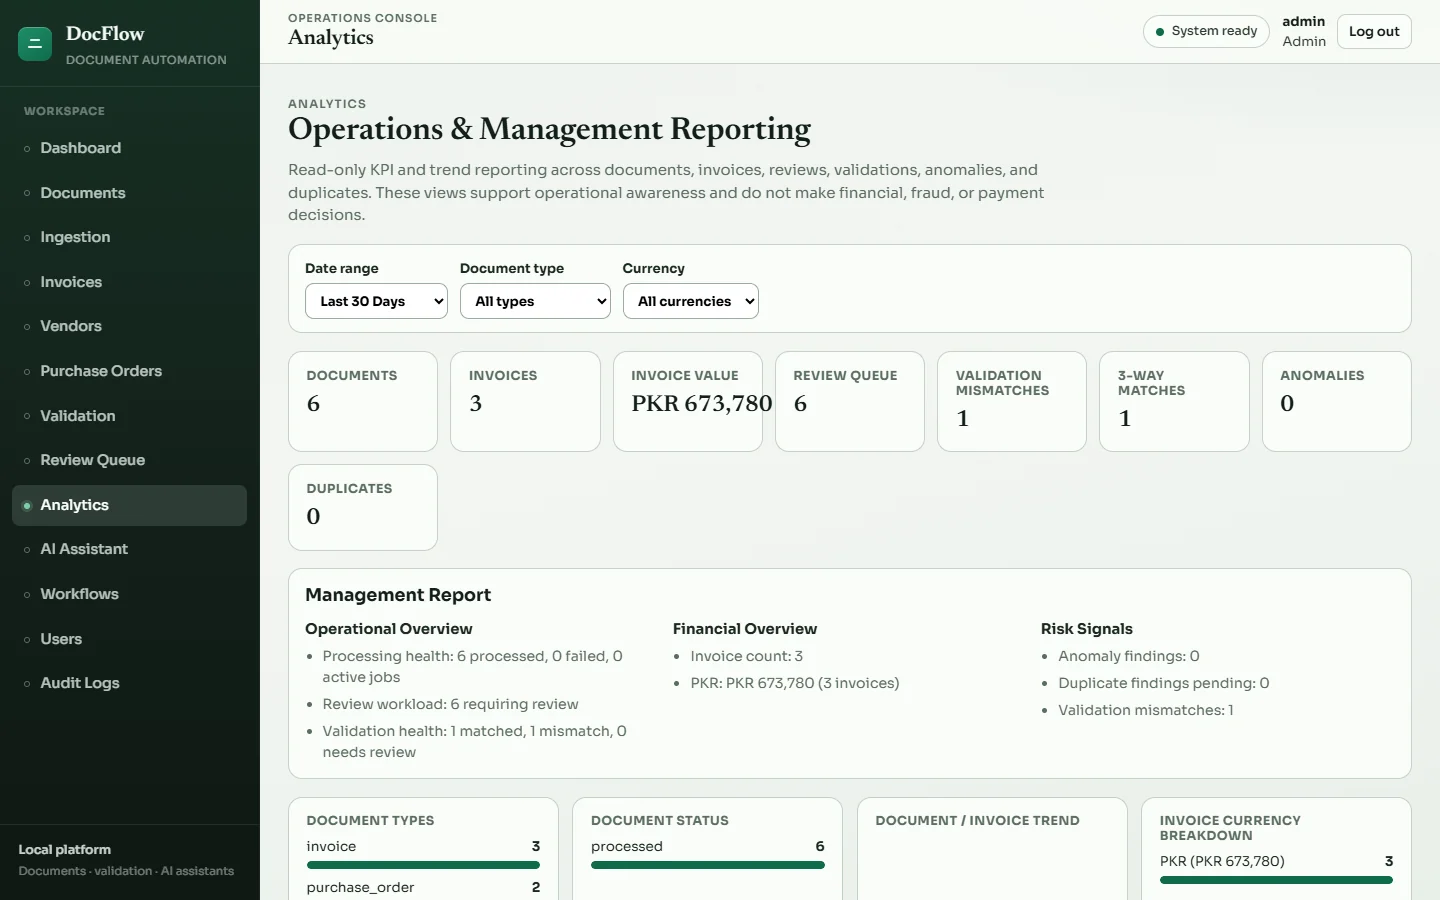 DocFlow
DOCUMENT AUTOMATION
WORKSPACE
Dashboard
Documents
Ingestion
Invoices
Vendors
Purchase Orders
Validation
Review Queue
Analytics
AI Assistant
Workflows
Users
Audit Logs
Local platform
Documents · validation · AI assistants
OPERATIONS CONSOLE
Analytics
System ready
admin
Admin
Log out
ANALYTICS
Operations & Management Reporting
Read-only KPI and trend reporting across documents, invoices, reviews, validations, anomalies, and
duplicates. These views support operational awareness and do not make financial, fraud, or payment
decisions.
Date range
Last 30 Days
Document type
All types
Currency
All currencies
DOCUMENTS
6
INVOICES
3
INVOICE VALUE
PKR 673,780
REVIEW QUEUE
6
VALIDATION
MISMATCHES
1
3-WAY
MATCHES
1
ANOMALIES
0
DUPLICATES
0
Management Report
Operational Overview
• Processing health: 6 processed, 0 failed, 0
active jobs
• Review workload: 6 requiring review
• Validation health: 1 matched, 1 mismatch, 0
needs review
Financial Overview
• Invoice count: 3
• PKR: PKR 673,780 (3 invoices)
Risk Signals
• Anomaly findings: 0
• Duplicate findings pending: 0
• Validation mismatches: 1
DOCUMENT TYPES
invoice 3
purchase_order 2
DOCUMENT STATUS
processed 6
DOCUMENT / INVOICE TREND
INVOICE CURRENCY
BREAKDOWN
PKR (PKR 673,780) 3